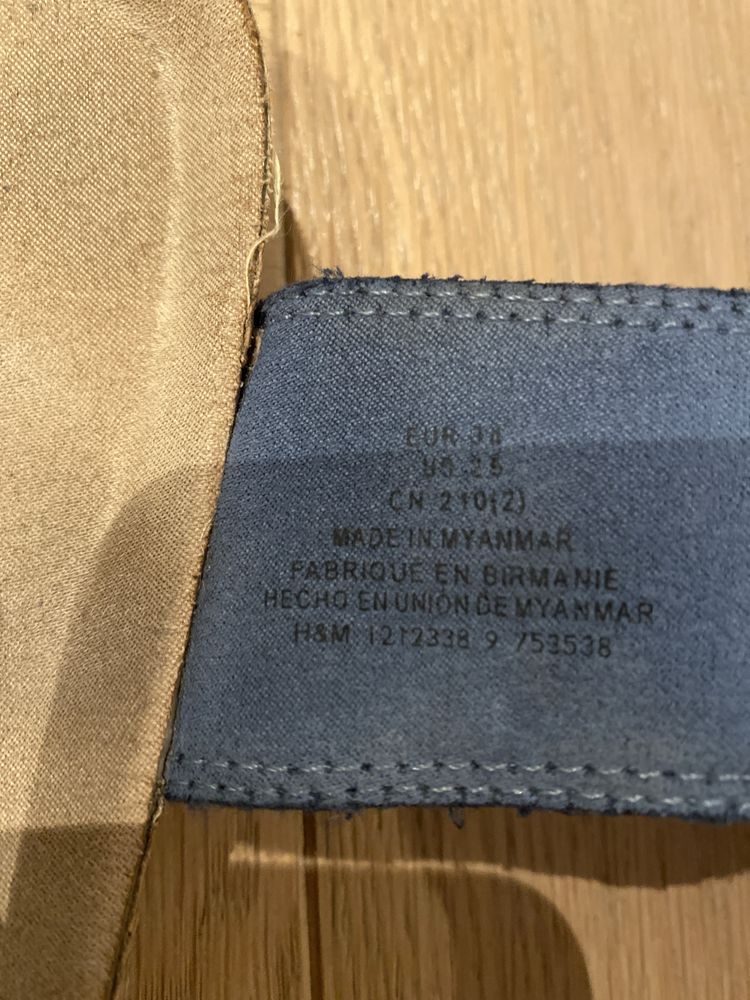 EUR 34
US 2.5
CN 210(2)
MADE IN MYANMAR
FABRIQUÉ EN BIRMANIE
HECHO EN UNIÓN DE MYANMAR
H&M 1212338 9 753538